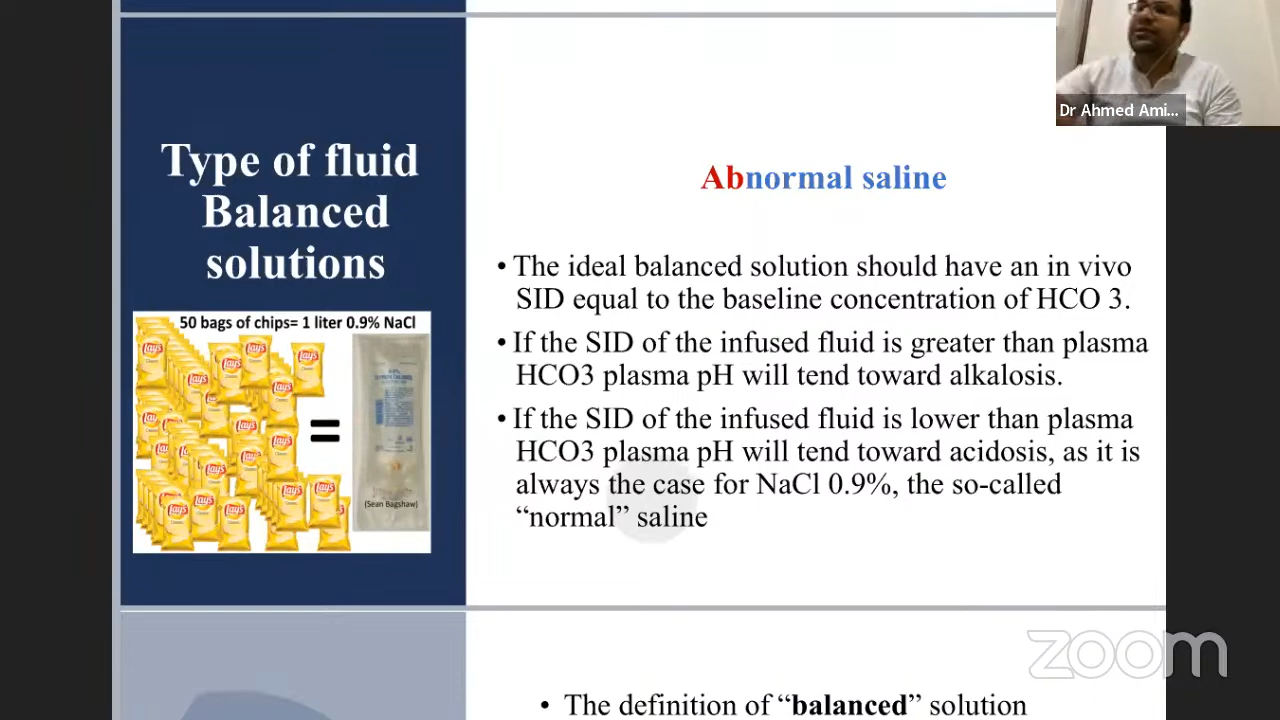 Dr Ahmed Ami...
Type of fluid
Balanced
solutions
50 bags of chips= 1 liter 0.9% NaCl
Lay's
(Sean Bagshaw)
Abnormal saline
• The ideal balanced solution should have an in vivo
SID equal to the baseline concentration of HCO 3.
• If the SID of the infused fluid is greater than plasma
HCO3 plasma pH will tend toward alkalosis.
• If the SID of the infused fluid is lower than plasma
HCO3 plasma pH will tend toward acidosis, as it is
always the case for NaCl 0.9%, the so-called
“normal” saline
• The definition of “balanced” solution
zoom